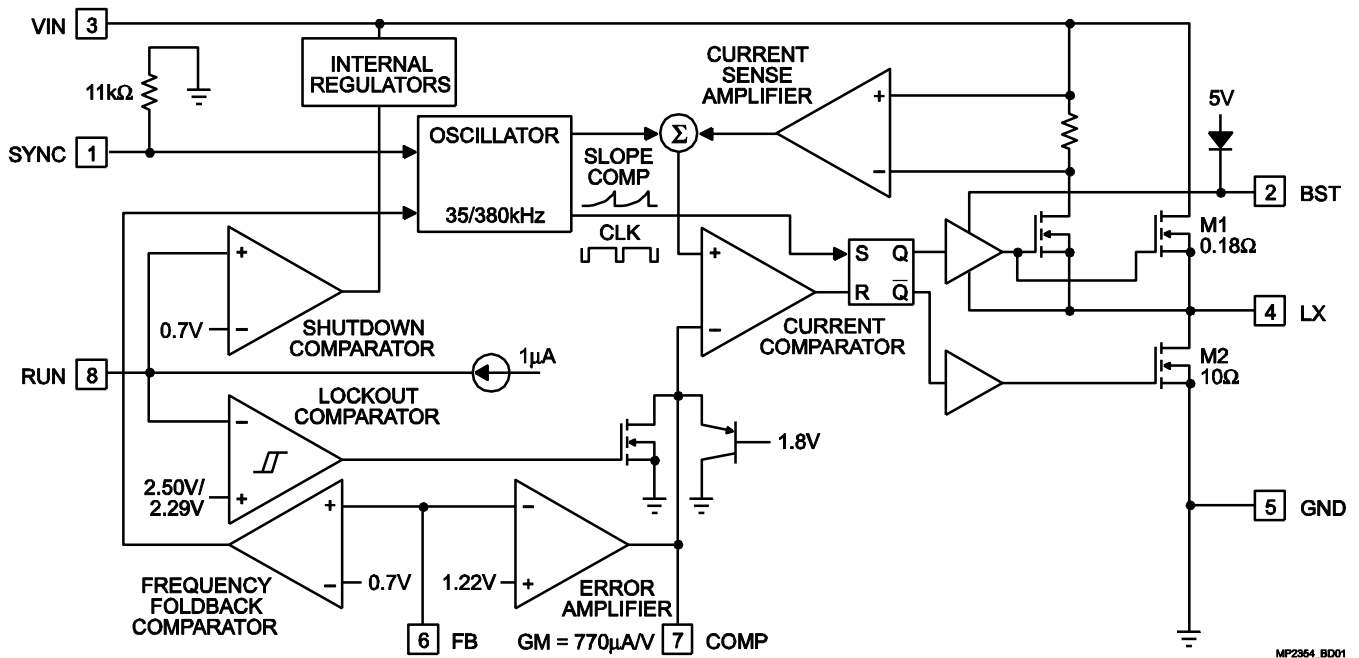 VIN 3
INTERNAL
REGULATORS
CURRENT
SENSE
AMPLIFIER
+
−
11kΩ
5V
SYNC 1
OSCILLATOR
35/380kHz
Σ
SLOPE
COMP
CLK
2 BST
M1
0.18Ω
+
−
0.7V
SHUTDOWN
COMPARATOR
+
−
CURRENT
COMPARATOR
S Q
R Q̅
4 LX
M2
10Ω
RUN 8
1µA
LOCKOUT
COMPARATOR
−
+
2.50V/
2.29V
1.8V
+
−
0.7V
FREQUENCY
FOLDBACK
COMPARATOR
−
+
1.22V
ERROR
AMPLIFIER
5 GND
6 FB
GM = 770µA/V 7 COMP
MP2354_BD01